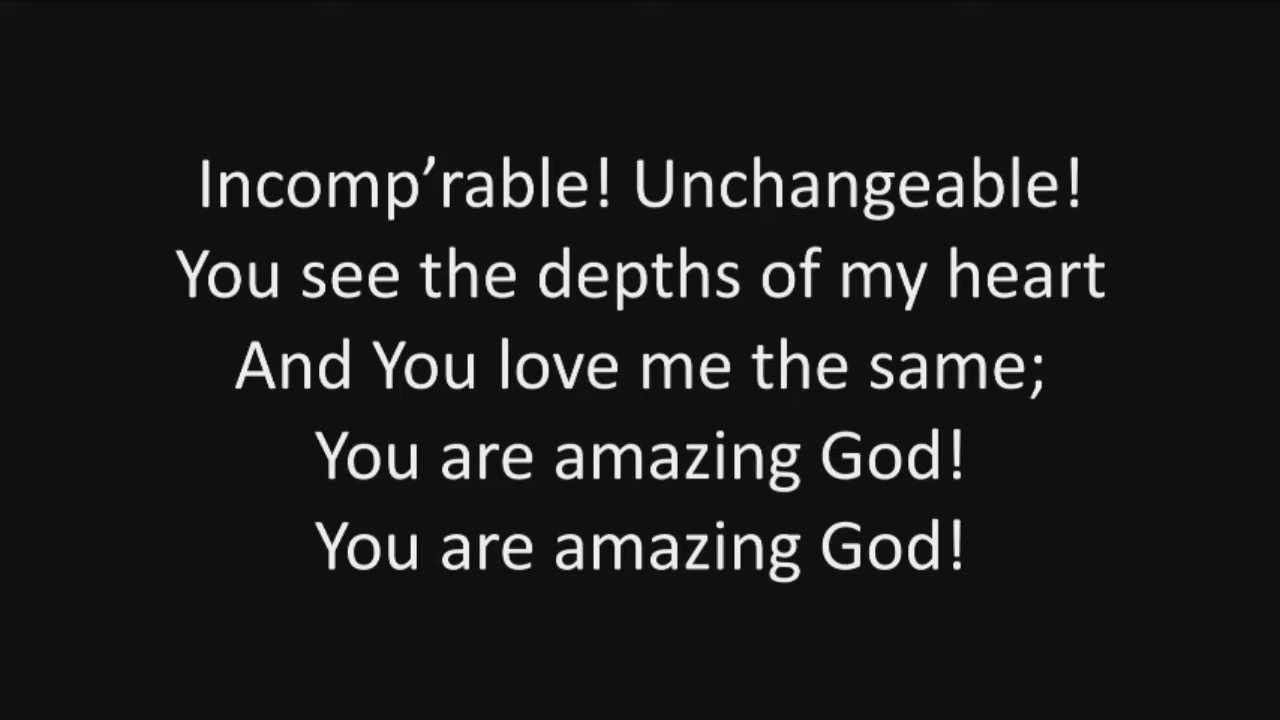 Incomp’rable! Unchangeable!
You see the depths of my heart
And You love me the same;
You are amazing God!
You are amazing God!